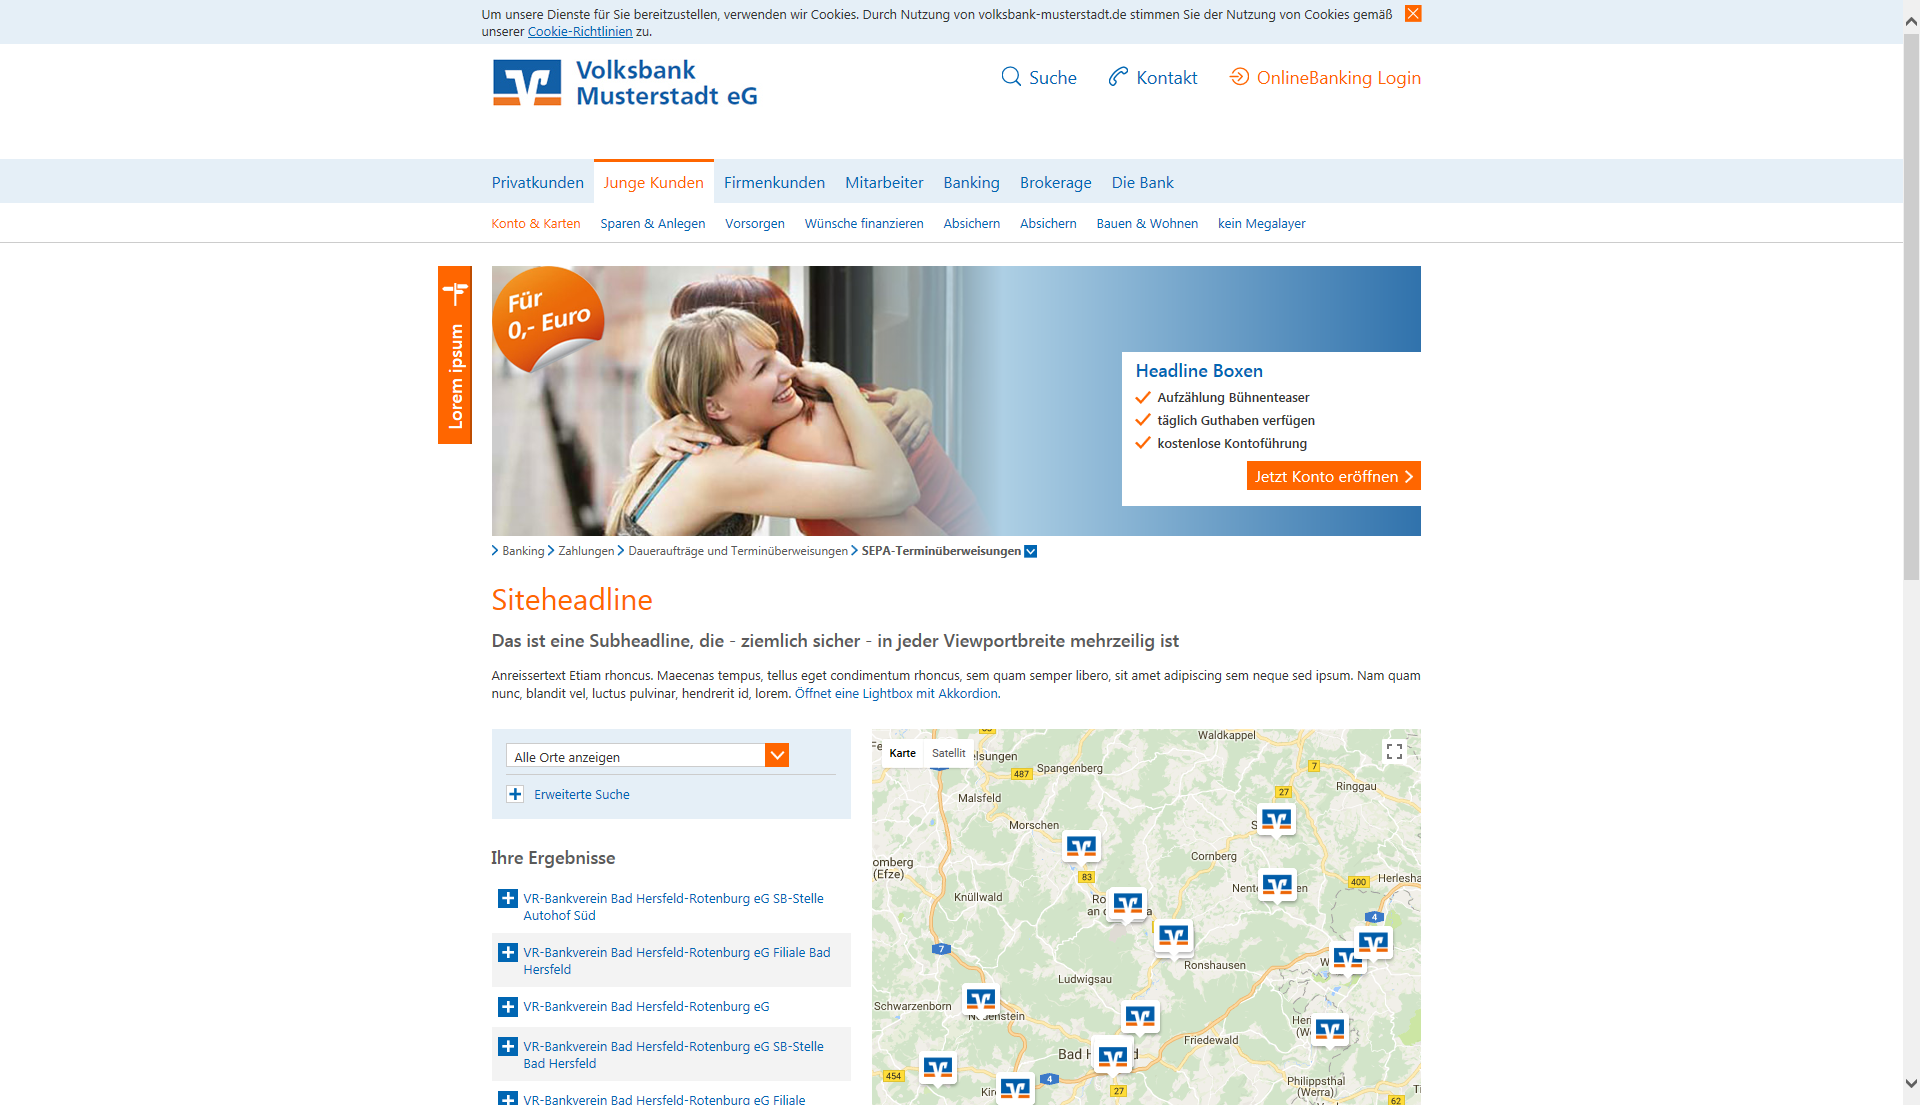 Um unsere Dienste für Sie bereitzustellen, verwenden wir Cookies. Durch Nutzung von volksbank-musterstadt.de stimmen Sie der Nutzung von Cookies gemäß
unserer Cookie-Richtlinien zu.
Volksbank
Musterstadt eG
Suche
Kontakt
OnlineBanking Login
Privatkunden Junge Kunden Firmenkunden Mitarbeiter Banking Brokerage Die Bank
Konto & Karten Sparen & Anlegen Vorsorgen Wünsche finanzieren Absichern Absichern Bauen & Wohnen kein Megalayer
Lorem ipsum
Für
0,- Euro
Headline Boxen
Aufzählung Bühnenteaser
täglich Guthaben verfügen
kostenlose Kontoführung
Jetzt Konto eröffnen
Banking Zahlungen Daueraufträge und Terminüberweisungen SEPA-Terminüberweisungen
Siteheadline
Das ist eine Subheadline, die - ziemlich sicher - in jeder Viewportbreite mehrzeilig ist
Anreissertext Etiam rhoncus. Maecenas tempus, tellus eget condimentum rhoncus, sem quam semper libero, sit amet adipiscing sem neque sed ipsum. Nam quam
nunc, blandit vel, luctus pulvinar, hendrerit id, lorem. Öffnet eine Lightbox mit Akkordion.
Alle Orte anzeigen
Erweiterte Suche
Ihre Ergebnisse
VR-Bankverein Bad Hersfeld-Rotenburg eG SB-Stelle
Autohof Süd
VR-Bankverein Bad Hersfeld-Rotenburg eG Filiale Bad
Hersfeld
VR-Bankverein Bad Hersfeld-Rotenburg eG
VR-Bankverein Bad Hersfeld-Rotenburg eG SB-Stelle
Bad Hersfeld
VR-Bankverein Bad Hersfeld-Rotenburg eG Filiale
Karte Satellit
Waldkappel
487
Spangenberg
7
Ringgau
27
Malsfeld
Morschen
Cornberg
(Efze)
83
400
Knüllwald
4
7
Ronshausen
Ludwigsau
Schwarzenborn
Friedewald
Bad
454
4
27
Philippsthal
(Werra)
62